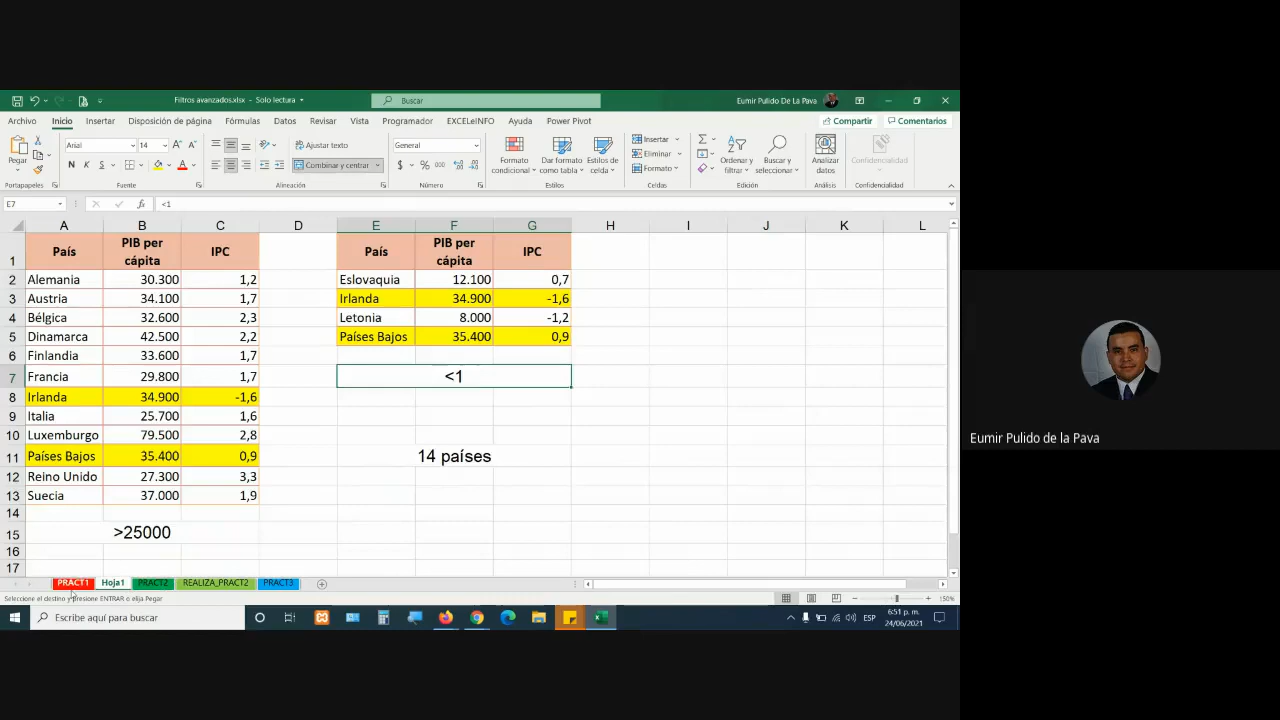 Filtros avanzados.xlsx - Solo lectura
Buscar
Eumir Pulido De La Pava
Archivo Inicio Insertar Disposición de página Fórmulas Datos Revisar Vista Programador EXCELeINFO Ayuda Power Pivot
Compartir Comentarios
Pegar
Portapapeles
Arial 14
N K S
Fuente
Ajustar texto
Combinar y centrar
Alineación
General
$ % 000
Número
Formato condicional
Dar formato como tabla
Estilos de celda
Estilos
Insertar
Eliminar
Formato
Celdas
Ordenar y filtrar
Buscar y seleccionar
Edición
Analizar datos
Análisis
Confidencialidad
Confidencialidad
E7 fx <1
A B C D E F G H I J K L
1 País PIB per cápita IPC País PIB per cápita IPC
2 Alemania 30.300 1,2 Eslovaquia 12.100 0,7
3 Austria 34.100 1,7 Irlanda 34.900 -1,6
4 Bélgica 32.600 2,3 Letonia 8.000 -1,2
5 Dinamarca 42.500 2,2 Países Bajos 35.400 0,9
6 Finlandia 33.600 1,7
7 Francia 29.800 1,7 <1
8 Irlanda 34.900 -1,6
9 Italia 25.700 1,6
10 Luxemburgo 79.500 2,8
11 Países Bajos 35.400 0,9 14 países
12 Reino Unido 27.300 3,3
13 Suecia 37.000 1,9
14
15 >25000
16
17
PRACT1 Hoja1 PRACT2 REALIZA_PRACT2 PRACT3
Seleccione el destino y presione ENTRAR o elija Pegar
150%
Escribe aquí para buscar
ESP
6:51 p. m.
24/06/2021
Eumir Pulido de la Pava